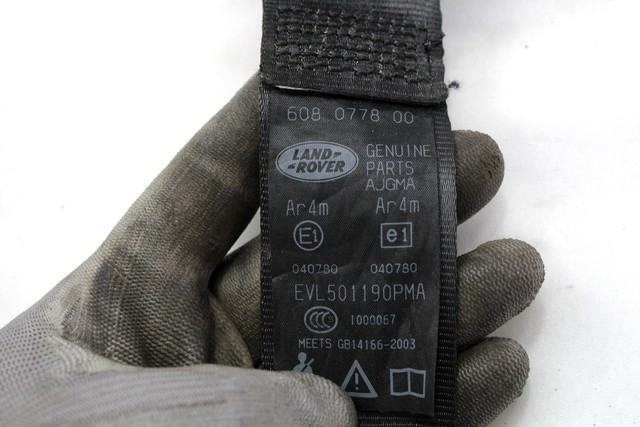 608 0778 00
LAND-
-ROVER
GENUINE
PARTS
AJGMA
Ar4m Ar4m
E1 e1
040780 040780
EVL501190PMA
CCC 1000067
MEETS GB14166-2003